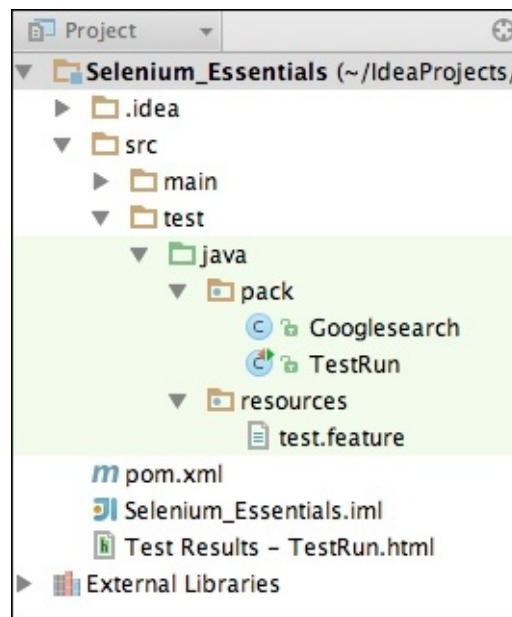 Project
Selenium_Essentials (~/IdeaProjects/
.idea
src
main
test
java
pack
C Googlesearch
C TestRun
resources
test.feature
m pom.xml
Selenium_Essentials.iml
h Test Results – TestRun.html
External Libraries